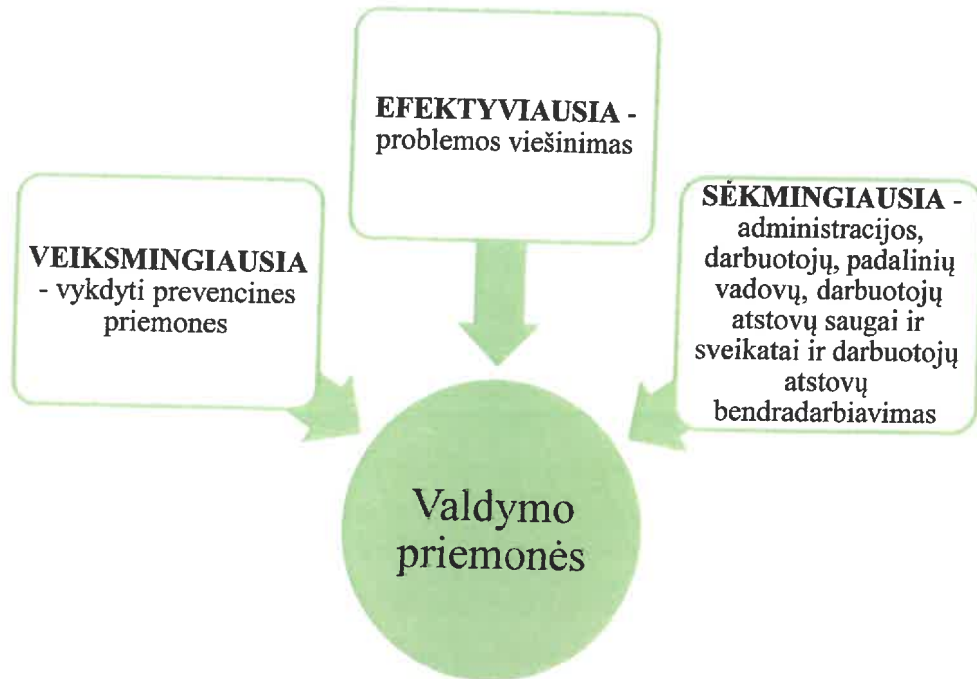 EFEKTYVIAUSIA -
problemos viešinimas
VEIKSMINGIAUSIA
- vykdyti prevencines
priemones
SĖKMINGIAUSIA -
administracijos,
darbuotojų, padalinių
vadovų, darbuotojų
atstovų saugai ir
sveikatai ir darbuotojų
atstovų
bendradarbiavimas
Valdymo
priemonės